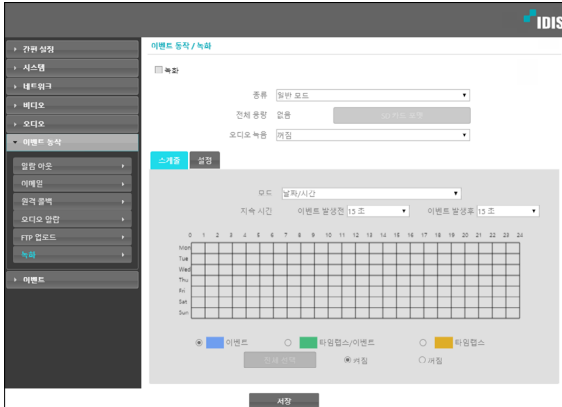 IDIS
이벤트 동작 / 녹화
간편 설정
시스템
네트워크
비디오
오디오
이벤트 동작
알람 아웃
이메일
원격 콜백
오디오 알람
FTP 업로드
녹화
이벤트
녹화
종류 일반 모드
전체 용량 없음 SD 카드 포맷
오디오 녹음 꺼짐
스케줄 설정
모드 날짜/시간
지속 시간 이벤트 발생전 15 초 이벤트 발생후 15 초
0 1 2 3 4 5 6 7 8 9 10 11 12 13 14 15 16 17 18 19 20 21 22 23 24
Mon
Tue
Wed
Thu
Fri
Sat
Sun
이벤트 타임랩스/이벤트 타임랩스
전체 선택 켜짐 꺼짐
저장